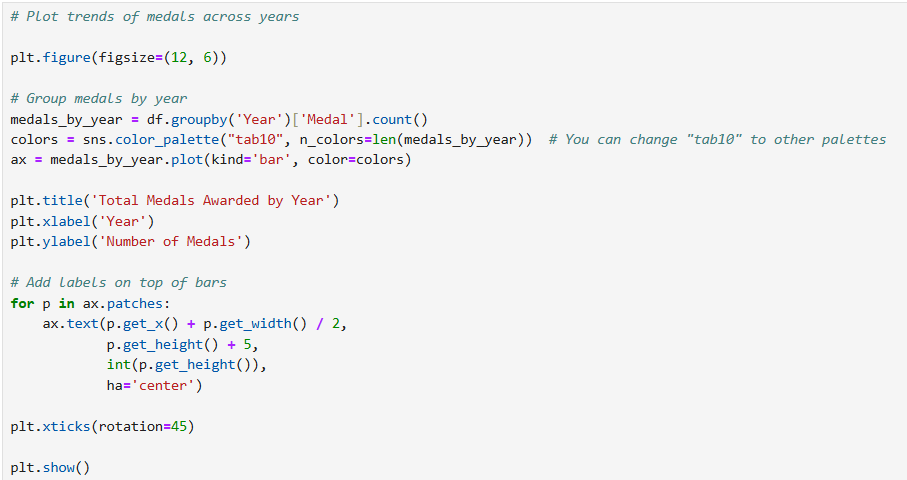 # Plot trends of medals across years
plt.figure(figsize=(12, 6))
# Group medals by year
medals_by_year = df.groupby('Year')['Medal'].count()
colors = sns.color_palette("tab10", n_colors=len(medals_by_year))  # You can change "tab10" to other palettes
ax = medals_by_year.plot(kind='bar', color=colors)
plt.title('Total Medals Awarded by Year')
plt.xlabel('Year')
plt.ylabel('Number of Medals')
# Add labels on top of bars
for p in ax.patches:
    ax.text(p.get_x() + p.get_width() / 2,
            p.get_height() + 5,
            int(p.get_height()),
            ha='center')
plt.xticks(rotation=45)
plt.show()